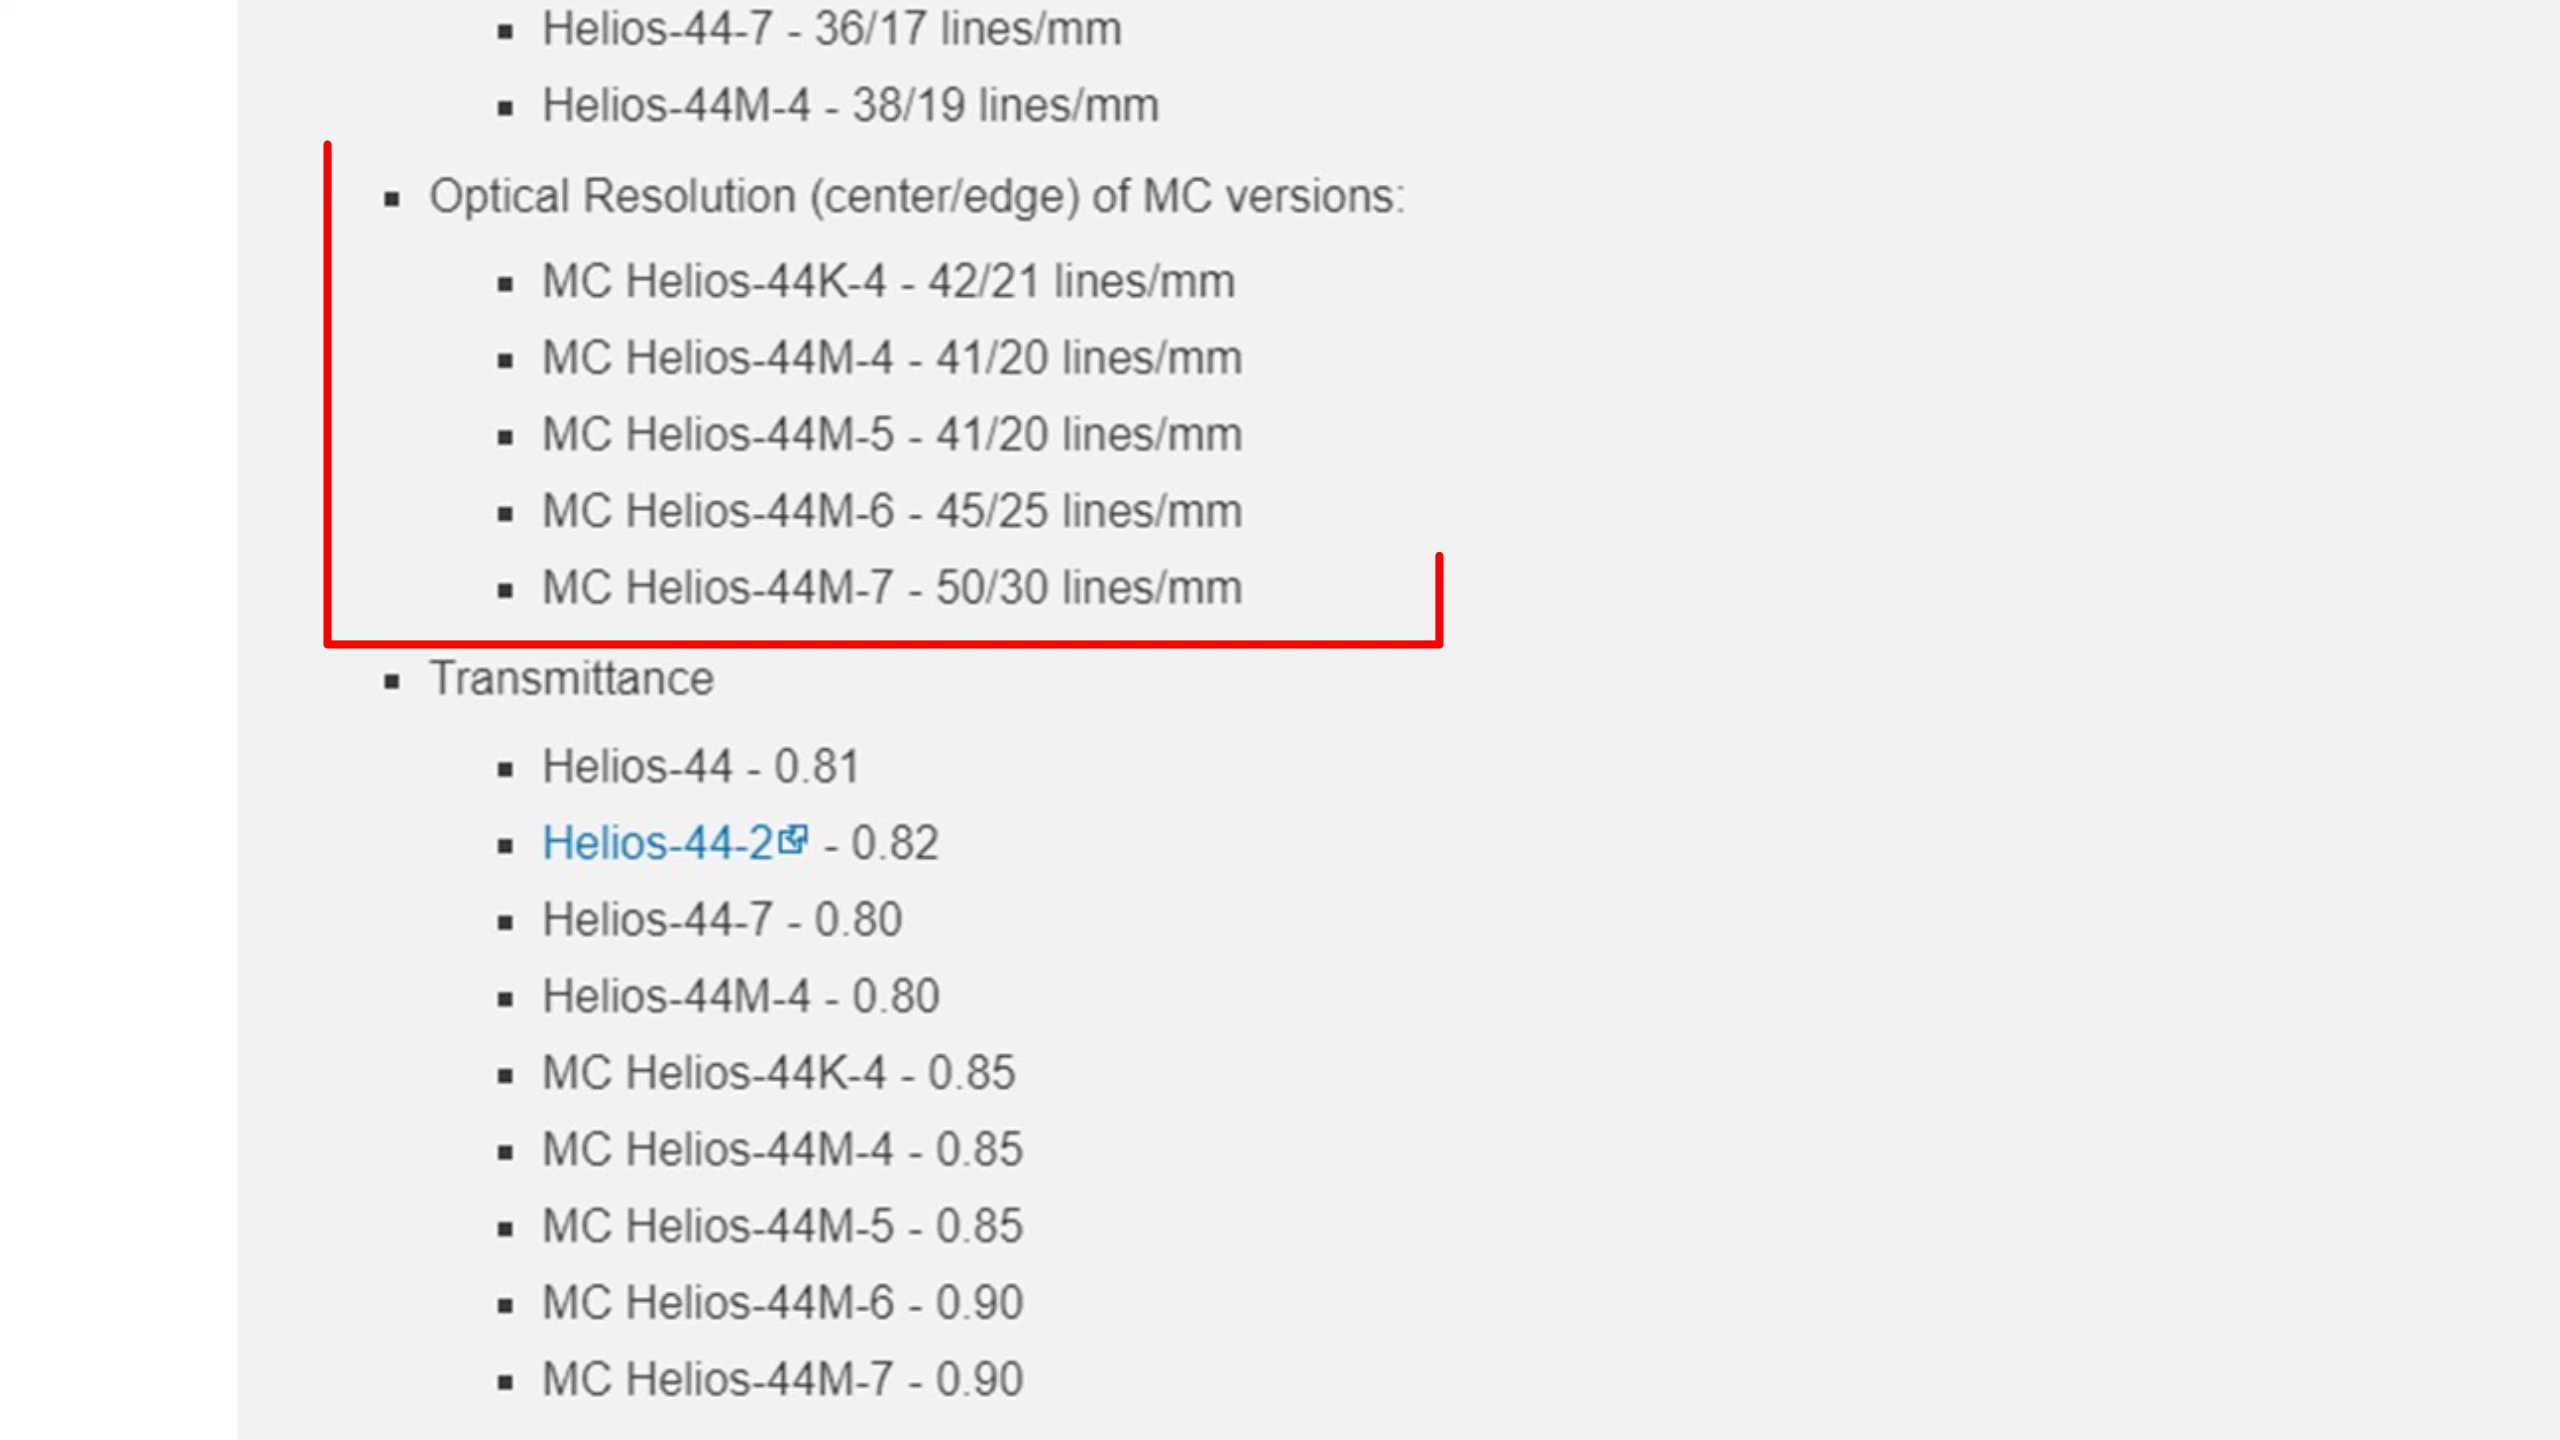 Helios-44-7 - 36/17 lines/mm
Helios-44M-4 - 38/19 lines/mm
Optical Resolution (center/edge) of MC versions:
MC Helios-44K-4 - 42/21 lines/mm
MC Helios-44M-4 - 41/20 lines/mm
MC Helios-44M-5 - 41/20 lines/mm
MC Helios-44M-6 - 45/25 lines/mm
MC Helios-44M-7 - 50/30 lines/mm
Transmittance
Helios-44 - 0.81
Helios-44-2 - 0.82
Helios-44-7 - 0.80
Helios-44M-4 - 0.80
MC Helios-44K-4 - 0.85
MC Helios-44M-4 - 0.85
MC Helios-44M-5 - 0.85
MC Helios-44M-6 - 0.90
MC Helios-44M-7 - 0.90